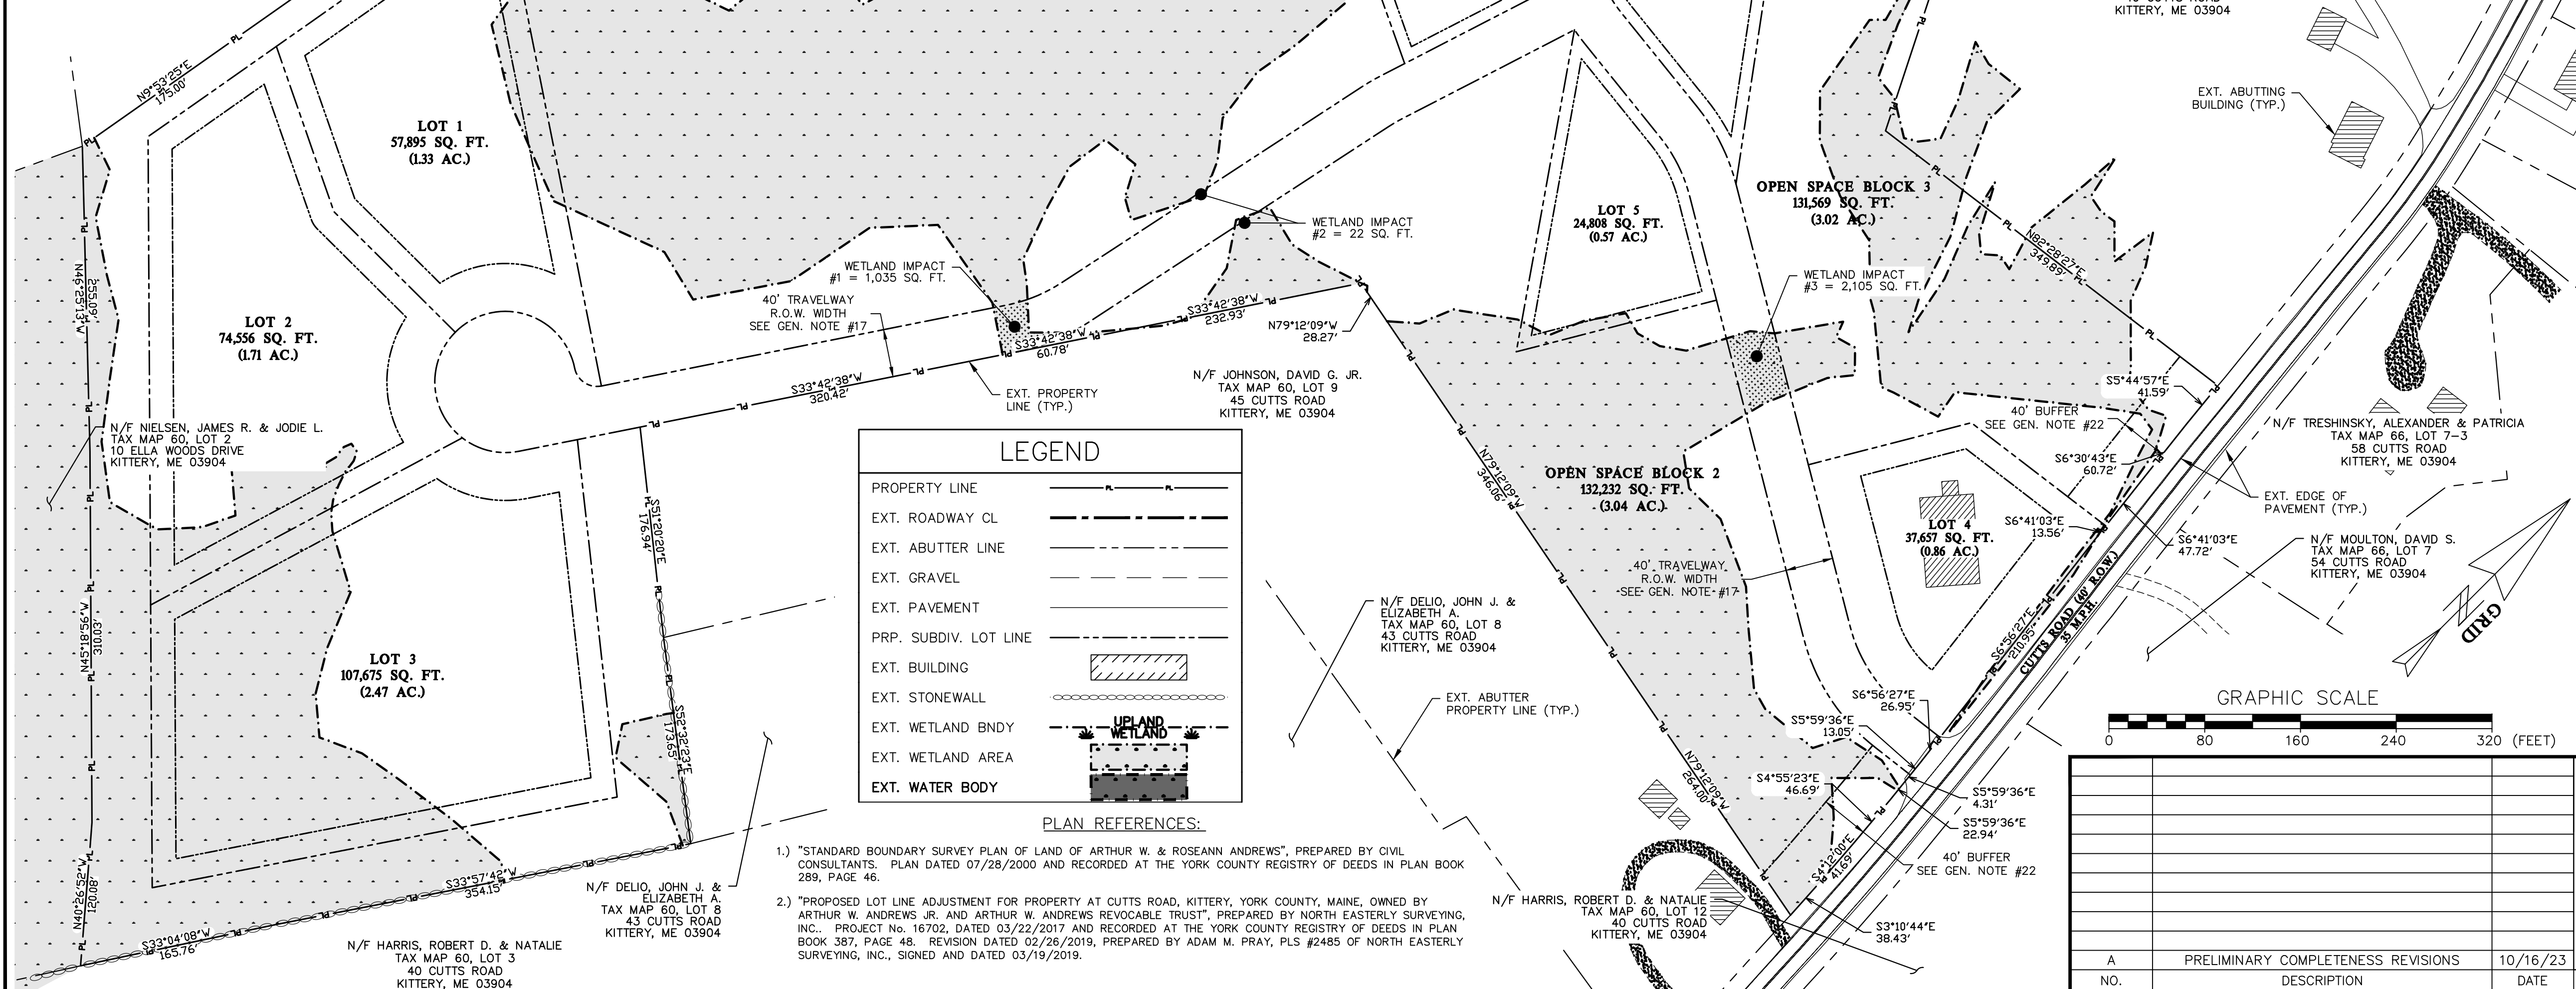 N9°53'25"E
175.00'
LOT 1
57,895 SQ. FT.
(1.33 AC.)
LOT 2
74,556 SQ. FT.
(1.71 AC.)
N46°25'13"W
255.09'
N/F NIELSEN, JAMES R. & JODIE L.
TAX MAP 60, LOT 2
10 ELLA WOODS DRIVE
KITTERY, ME 03904
N45°18'56"W
310.03'
LOT 3
107,675 SQ. FT.
(2.47 AC.)
N40°26'52"W
120.08'
S33°04'08"W
165.76'
S33°57'42"W
354.15'
N/F HARRIS, ROBERT D. & NATALIE
TAX MAP 60, LOT 3
40 CUTTS ROAD
KITTERY, ME 03904
N/F DELIO, JOHN J. &
ELIZABETH A.
TAX MAP 60, LOT 8
43 CUTTS ROAD
KITTERY, ME 03904
S51°20'20"E
176.94'
S52°32'23"E
173.65'
WETLAND IMPACT
#1 = 1,035 SQ. FT.
40' TRAVELWAY
R.O.W. WIDTH
SEE GEN. NOTE #17
S33°42'38"W
320.42'
EXT. PROPERTY
LINE (TYP.)
S33°42'38"W
60.78'
S33°42'38"W
232.93'
WETLAND IMPACT
#2 = 22 SQ. FT.
N79°12'09"W
28.27'
N/F JOHNSON, DAVID G. JR.
TAX MAP 60, LOT 9
45 CUTTS ROAD
KITTERY, ME 03904
LEGEND
PROPERTY LINE
PL PL
EXT. ROADWAY CL
EXT. ABUTTER LINE
EXT. GRAVEL
EXT. PAVEMENT
PRP. SUBDIV. LOT LINE
EXT. BUILDING
EXT. STONEWALL
EXT. WETLAND BNDY
UPLAND
WETLAND
EXT. WETLAND AREA
EXT. WATER BODY
PLAN REFERENCES:
1.) "STANDARD BOUNDARY SURVEY PLAN OF LAND OF ARTHUR W. & ROSEANN ANDREWS", PREPARED BY CIVIL
CONSULTANTS. PLAN DATED 07/28/2000 AND RECORDED AT THE YORK COUNTY REGISTRY OF DEEDS IN PLAN BOOK
289, PAGE 46.
2.) "PROPOSED LOT LINE ADJUSTMENT FOR PROPERTY AT CUTTS ROAD, KITTERY, YORK COUNTY, MAINE, OWNED BY
ARTHUR W. ANDREWS JR. AND ARTHUR W. ANDREWS REVOCABLE TRUST", PREPARED BY NORTH EASTERLY SURVEYING,
INC.. PROJECT No. 16702, DATED 03/22/2017 AND RECORDED AT THE YORK COUNTY REGISTRY OF DEEDS IN PLAN
BOOK 387, PAGE 48. REVISION DATED 02/26/2019, PREPARED BY ADAM M. PRAY, PLS #2485 OF NORTH EASTERLY
SURVEYING, INC., SIGNED AND DATED 03/19/2019.
LOT 5
24,808 SQ. FT.
(0.57 AC.)
OPEN SPACE BLOCK 3
131,569 SQ. FT.
(3.02 AC.)
WETLAND IMPACT
#3 = 2,105 SQ. FT.
N82°28'27"E
349.89'
KITTERY, ME 03904
EXT. ABUTTING
BUILDING (TYP.)
N79°12'09"W
346.06'
OPEN SPACE BLOCK 2
132,232 SQ. FT.
(3.04 AC.)
40' TRAVELWAY
R.O.W. WIDTH
SEE GEN. NOTE #17
N/F DELIO, JOHN J. &
ELIZABETH A.
TAX MAP 60, LOT 8
43 CUTTS ROAD
KITTERY, ME 03904
EXT. ABUTTER
PROPERTY LINE (TYP.)
N79°12'09"W
264.00'
LOT 4
37,657 SQ. FT.
(0.86 AC.)
S5°44'57"E
41.59'
40' BUFFER
SEE GEN. NOTE #22
S6°30'43"E
60.72'
S6°41'03"E
13.56'
S6°41'03"E
47.72'
S6°56'27"E
210.95'
CUTTS ROAD (40' R.O.W.)
35 M.P.H.
S6°56'27"E
26.95'
S5°59'36"E
13.05'
S4°55'23"E
46.69'
S5°59'36"E
4.31'
S5°59'36"E
22.94'
40' BUFFER
SEE GEN. NOTE #22
S4°12'00"E
41.69'
S3°10'44"E
38.43'
N/F HARRIS, ROBERT D. & NATALIE
TAX MAP 60, LOT 12
40 CUTTS ROAD
KITTERY, ME 03904
N/F TRESHINSKY, ALEXANDER & PATRICIA
TAX MAP 66, LOT 7-3
58 CUTTS ROAD
KITTERY, ME 03904
EXT. EDGE OF
PAVEMENT (TYP.)
N/F MOULTON, DAVID S.
TAX MAP 66, LOT 7
54 CUTTS ROAD
KITTERY, ME 03904
GRID
GRAPHIC SCALE
0 80 160 240 320 (FEET)
A PRELIMINARY COMPLETENESS REVISIONS 10/16/23
NO. DESCRIPTION DATE